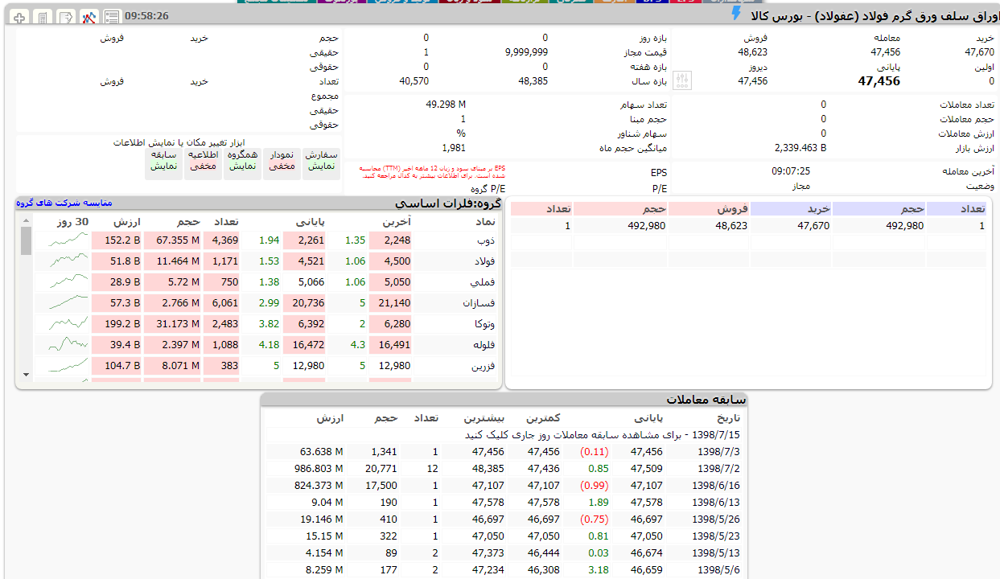 09:58:26
اوراق سلف ورق گرم فولاد (عفولاد) - بورس کالا
خرید معامله فروش
47,670 47,456 48,623
اولین پایانی دیروز
0 47,456 47,456
تعداد معاملات 0
حجم معاملات 0
ارزش معاملات 0
ارزش بازار 2,339.463 B
آخرین معامله 09:07:25
وضعیت مجاز
بازه روز 0 0
قیمت مجاز 9,999,999 1
بازه هفته 0 0
بازه سال 48,385 40,570
تعداد سهام 49.298 M
حجم مبنا 1
سهام شناور %
میانگین حجم ماه 1,981
EPS
EPS بر مبنای سود و زیان 12 ماهه اخیر (TTM) محاسبه
شده است. برای اطلاعات بیشتر به کدال مراجعه کنید.
P/E P/E گروه
حجم خرید فروش
حقیقی
حقوقی
تعداد خرید فروش
مجموع
حقیقی
حقوقی
ابزار تغییر مکان یا نمایش اطلاعات
سفارش نمودار همگروه اطلاعیه سابقه
نمایش مخفی نمایش مخفی نمایش
تعداد حجم خرید فروش حجم تعداد
1 492,980 47,670 48,623 492,980 1
گروه:فلزات اساسی مقایسه شرکت های گروه
نماد آخرین پایانی تعداد حجم ارزش 30 روز
ذوب 2,248 1.35 2,261 1.94 4,369 67.355 M 152.2 B
فولاد 4,500 1.06 4,521 1.53 1,171 11.464 M 51.8 B
فملي 5,050 1.06 5,066 1.38 750 5.72 M 28.9 B
فسازان 21,140 5 20,736 2.99 6,061 2.766 M 57.3 B
وتوکا 6,280 2 6,392 3.82 2,483 31.173 M 199.2 B
فلوله 16,491 4.3 16,472 4.18 1,088 2.397 M 39.4 B
فزرین 12,980 5 12,980 5 383 8.071 M 104.7 B
سابقه معاملات
تاریخ پایانی کمترین بیشترین تعداد حجم ارزش
1398/7/15 - برای مشاهده سابقه معاملات روز جاری کلیک کنید
1398/7/3 47,456 (0.11) 47,456 47,456 1 1,341 63.638 M
1398/7/2 47,509 0.85 47,436 48,385 12 20,771 986.803 M
1398/6/16 47,107 (0.99) 47,107 47,107 1 17,500 824.373 M
1398/6/13 47,578 1.89 47,578 47,578 1 190 9.04 M
1398/5/26 46,697 (0.75) 46,697 46,697 1 410 19.146 M
1398/5/23 47,050 0.81 47,050 47,050 1 322 15.15 M
1398/5/13 46,674 0.03 46,444 47,373 2 89 4.154 M
1398/5/6 46,659 3.18 46,308 47,234 2 177 8.259 M